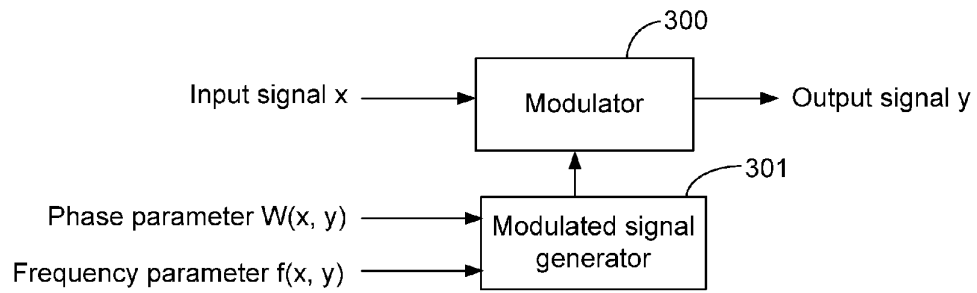 300
Input signal x
Modulator
Output signal y
301
Phase parameter W(x, y)
Modulated signal
generator
Frequency parameter f(x, y)